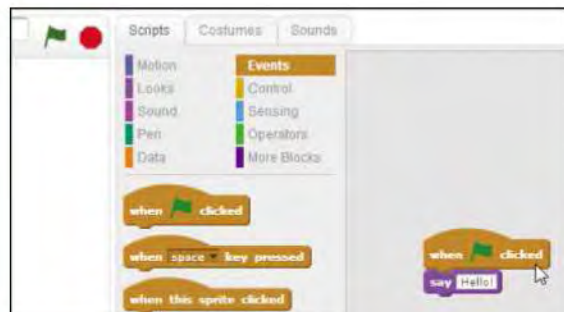 Scripts Costumes Sounds
Motion Events
Looks Control
Sound Sensing
Pen Operators
Data More Blocks
when clicked
when space key pressed
when this sprite clicked
when clicked
say Hello!